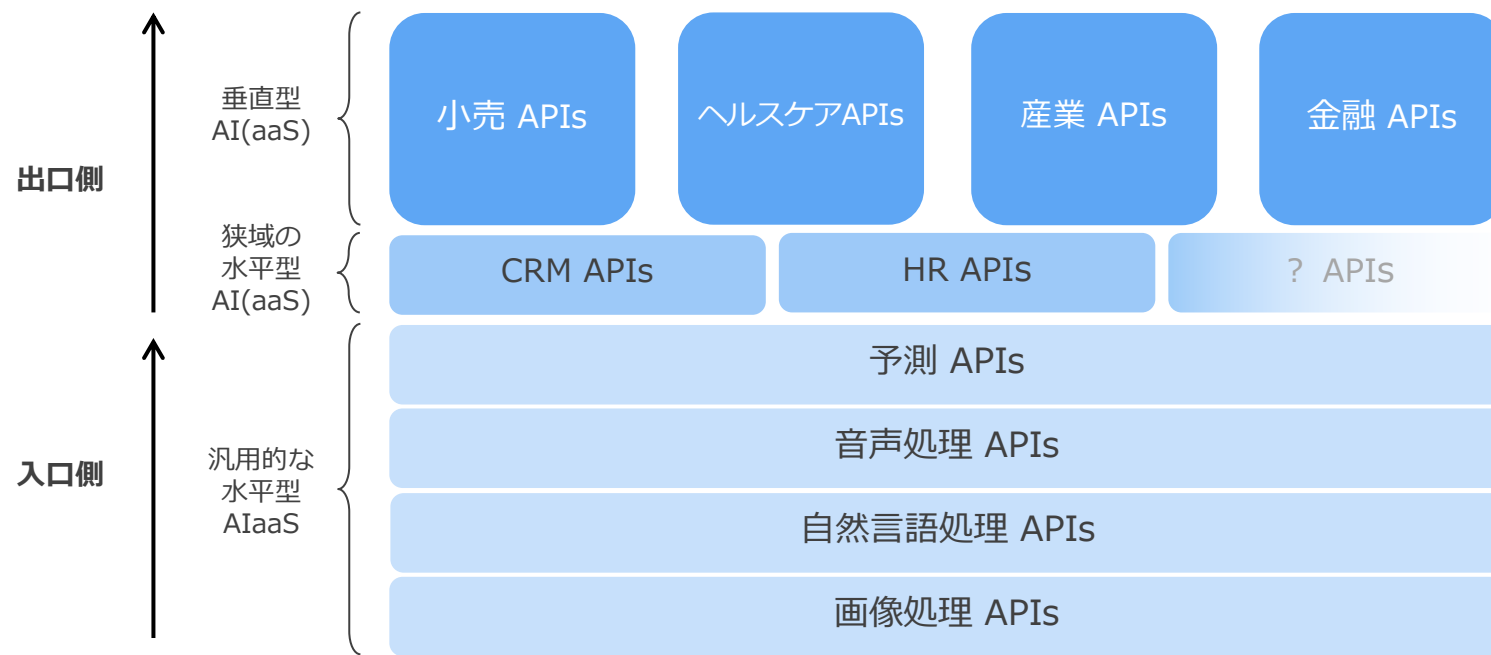 出口側
垂直型
AI(aaS)
小売 APIs
ヘルスケアAPIs
産業 APIs
金融 APIs
狭域の
水平型
AI(aaS)
CRM APIs
HR APIs
? APIs
入口側
汎用的な
水平型
AIaaS
予測 APIs
音声処理 APIs
自然言語処理 APIs
画像処理 APIs